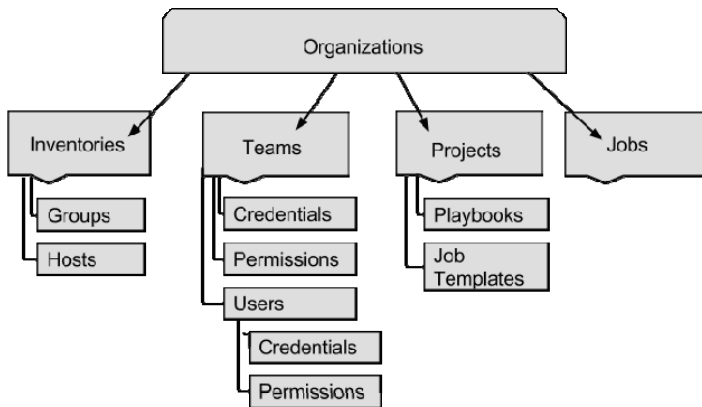 Organizations
Inventories
Teams
Projects
Jobs
Groups
Hosts
Credentials
Permissions
Users
Credentials
Permissions
Playbooks
Job
Templates